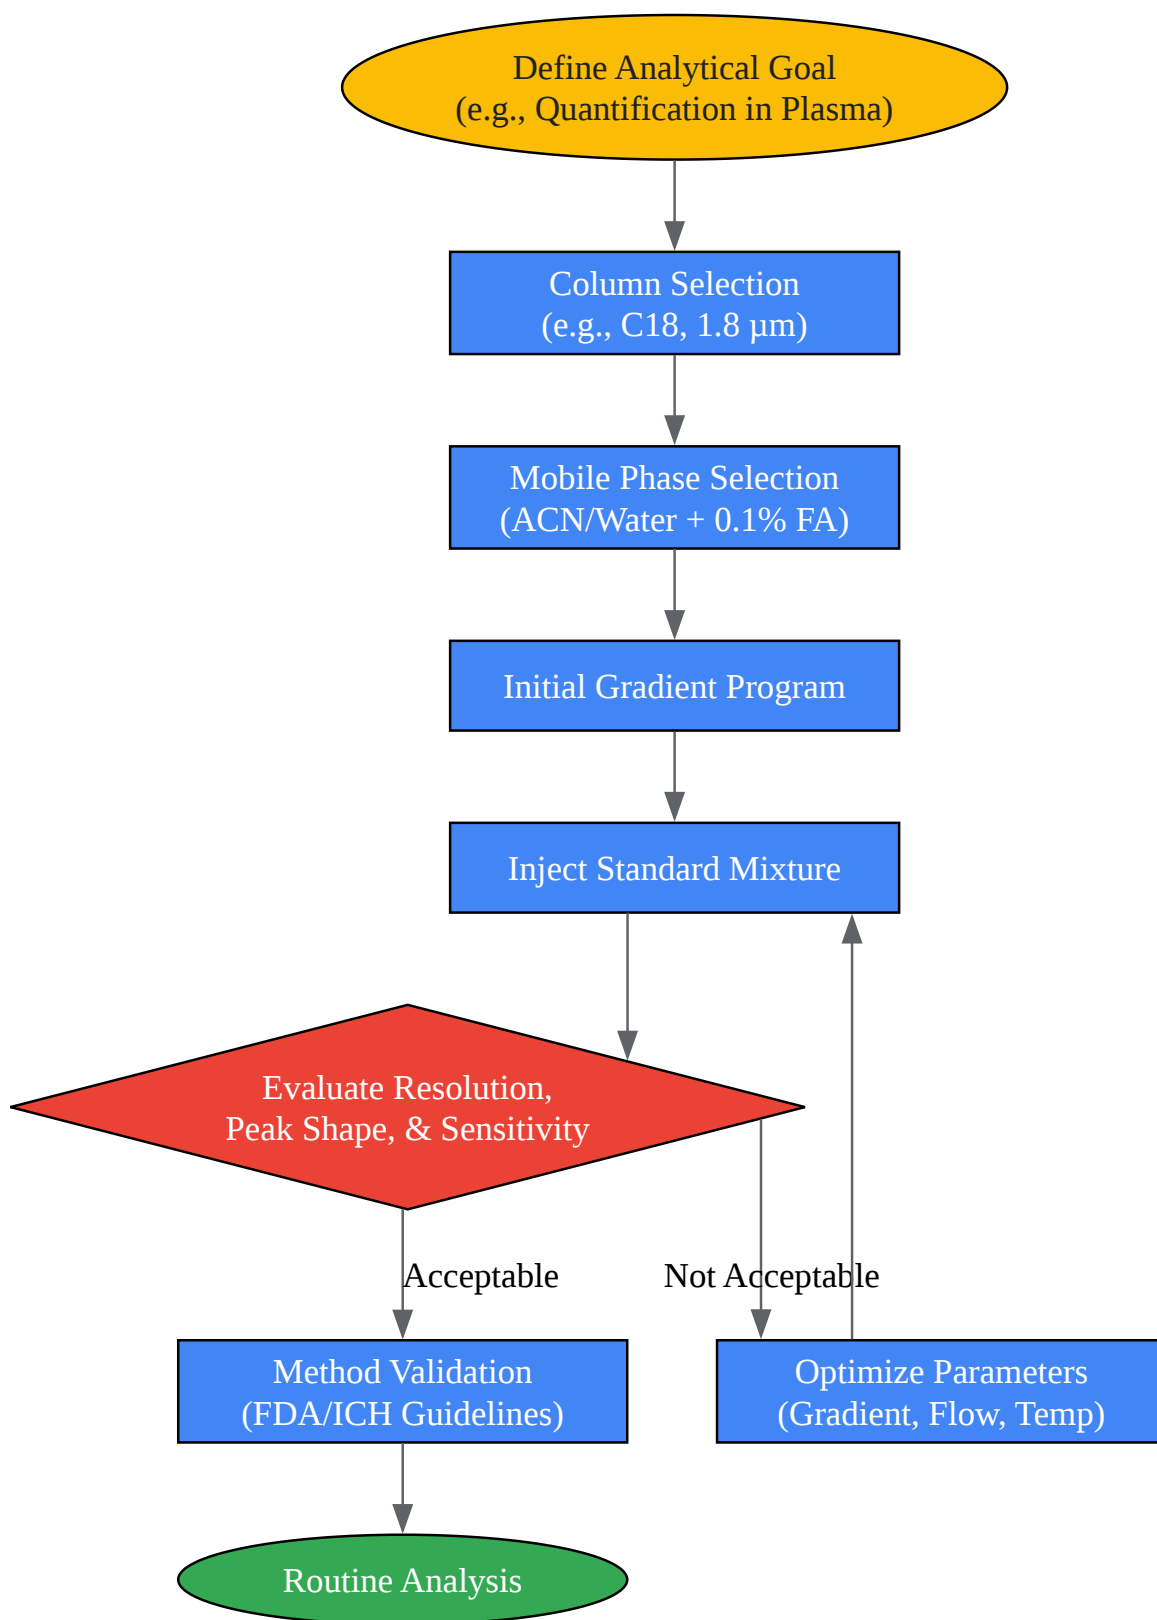 Define Analytical Goal
(e.g., Quantification in Plasma)
Column Selection
(e.g., C18, 1.8 µm)
Mobile Phase Selection
(ACN/Water + 0.1% FA)
Initial Gradient Program
Inject Standard Mixture
Evaluate Resolution,
Peak Shape, & Sensitivity
Acceptable
Not Acceptable
Method Validation
(FDA/ICH Guidelines)
Optimize Parameters
(Gradient, Flow, Temp)
Routine Analysis